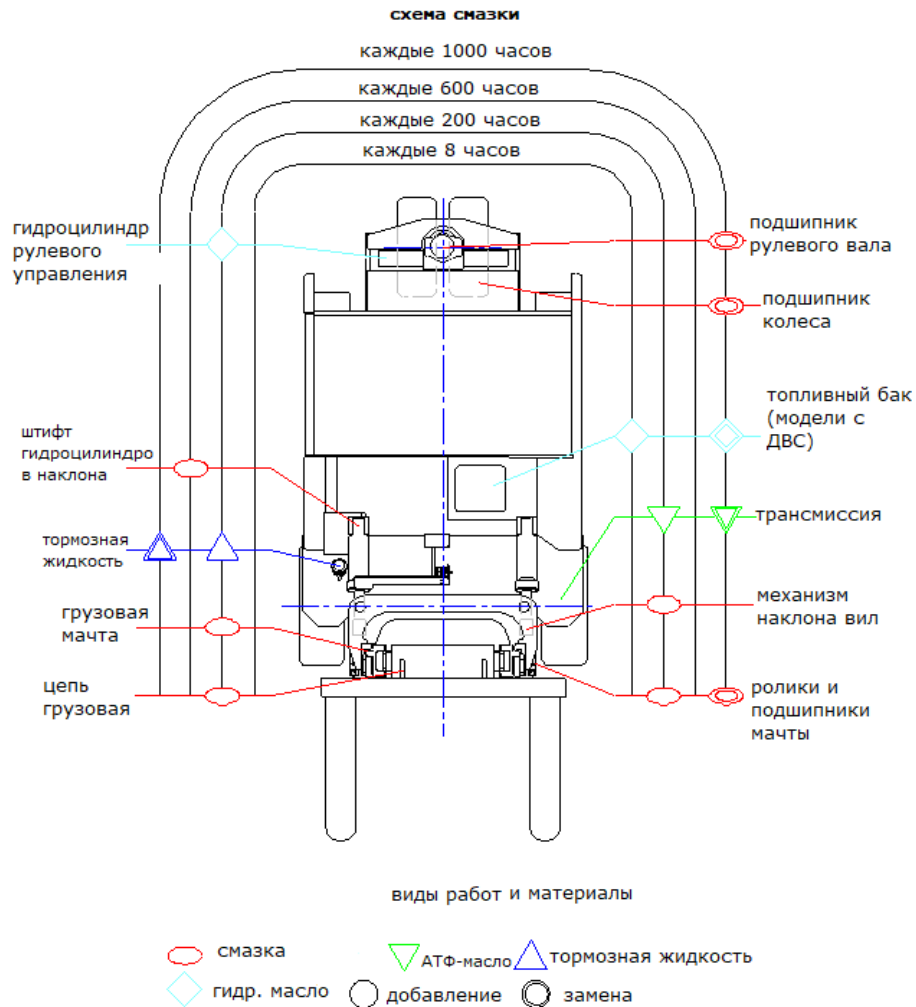 схема смазки
каждые 1000 часов
каждые 600 часов
каждые 200 часов
каждые 8 часов
гидроцилиндр
рулевого
управления
подшипник
рулевого вала
подшипник
колеса
топливный бак
(модели с
ДВС)
штифт
гидроцилиндро
в наклона
трансмиссия
тормозная
жидкость
механизм
наклона вил
грузовая
мачта
цепь
грузовая
ролики и
подшипники
мачты
виды работ и материалы
смазка
АТФ-масло
тормозная жидкость
гидр. масло
добавление
замена